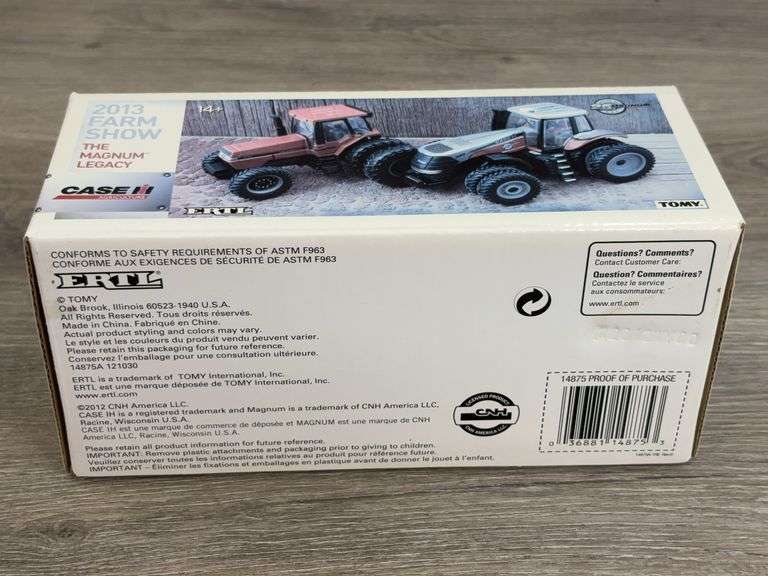 2013
FARM
SHOW
THE
MAGNUM™
LEGACY
14+
CASE IH
AGRICULTURE
ERTL
TOMY.
CONFORMS TO SAFETY REQUIREMENTS OF ASTM F963
CONFORME AUX EXIGENCES DE SÉCURITÉ DE ASTM F963
ERTL
© TOMY
Oak Brook, Illinois 60523-1940 U.S.A.
All Rights Reserved. Tous droits réservés.
Made in China. Fabriqué en Chine.
Actual product styling and colors may vary.
Le style et les couleurs du produit vendu peuvent varier.
Please retain this packaging for future reference.
Conservez l'emballage pour une consultation ultérieure.
14875A 121030
ERTL is a trademark of TOMY International, Inc.
ERTL est une marque déposée de TOMY International, Inc.
www.ertl.com
©2012 CNH America LLC.
CASE IH is a registered trademark and Magnum is a trademark of CNH America LLC.
Racine, Wisconsin U.S.A.
CASE IH est une marque de commerce de déposée et MAGNUM est une marque de CNH
America LLC, Racine, Wisconsin U.S.A.
Please retain all product information for future reference.
IMPORTANT: Remove plastic attachments and packaging prior to giving to children.
Veuillez conserver toutes les informations relatives au produit pour référence future.
IMPORTANT – Éliminer les fixations et emballages en plastique avant de donner le jouet à l'enfant.
Questions? Comments?
Contact Customer Care:
Question? Commentaires?
Contactez le service
aux consommateurs:
www.ertl.com
LICENSED PRODUCT
CNH
CNH AMERICA LLC
14875 PROOF OF PURCHASE
0 36881 14875 3